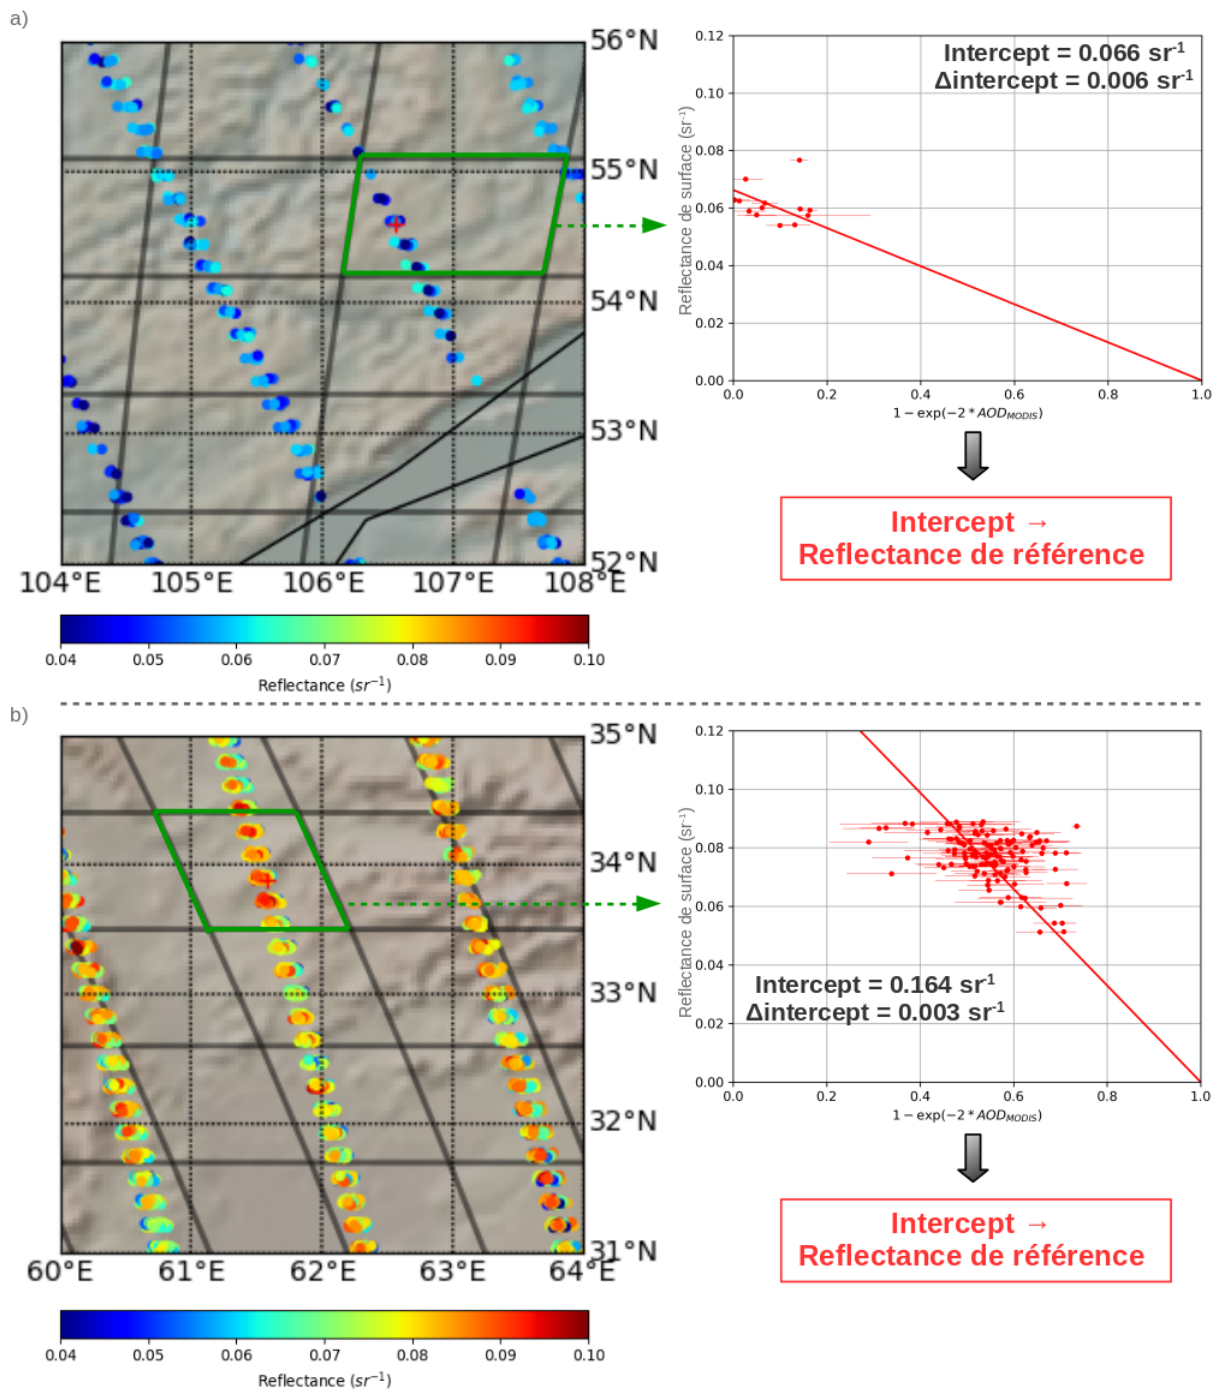 a)
56°N
55°N
54°N
53°N
52°N
104°E 105°E 106°E 107°E 108°E
0.04 0.05 0.06 0.07 0.08 0.09 0.10
Reflectance (sr⁻¹)
Intercept = 0.066 sr⁻¹
Δintercept = 0.006 sr⁻¹
Reflectance de surface (sr⁻¹)
0.12
0.10
0.08
0.06
0.04
0.02
0.00
0.0 0.2 0.4 0.6 0.8 1.0
1 − exp(−2 * AOD_MODIS)
Intercept →
Reflectance de référence
b)
35°N
34°N
33°N
32°N
31°N
60°E 61°E 62°E 63°E 64°E
0.04 0.05 0.06 0.07 0.08 0.09 0.10
Reflectance (sr⁻¹)
Reflectance de surface (sr⁻¹)
0.12
0.10
0.08
0.06
0.04
0.02
0.00
Intercept = 0.164 sr⁻¹
Δintercept = 0.003 sr⁻¹
0.0 0.2 0.4 0.6 0.8 1.0
1 − exp(−2 * AOD_MODIS)
Intercept →
Reflectance de référence